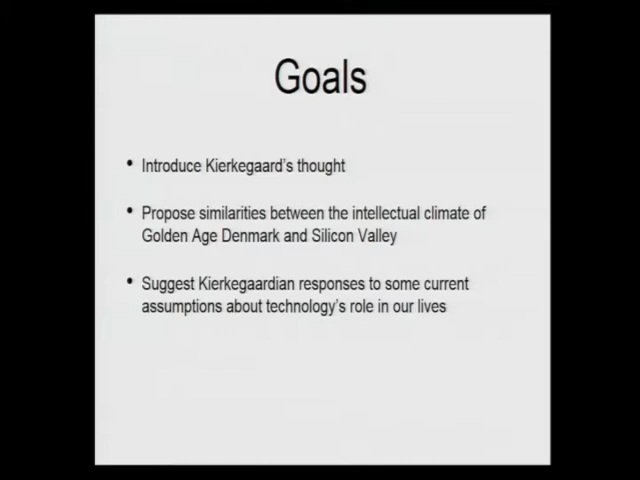 Goals
• Introduce Kierkegaard's thought
• Propose similarities between the intellectual climate of
Golden Age Denmark and Silicon Valley
• Suggest Kierkegaardian responses to some current
assumptions about technology's role in our lives